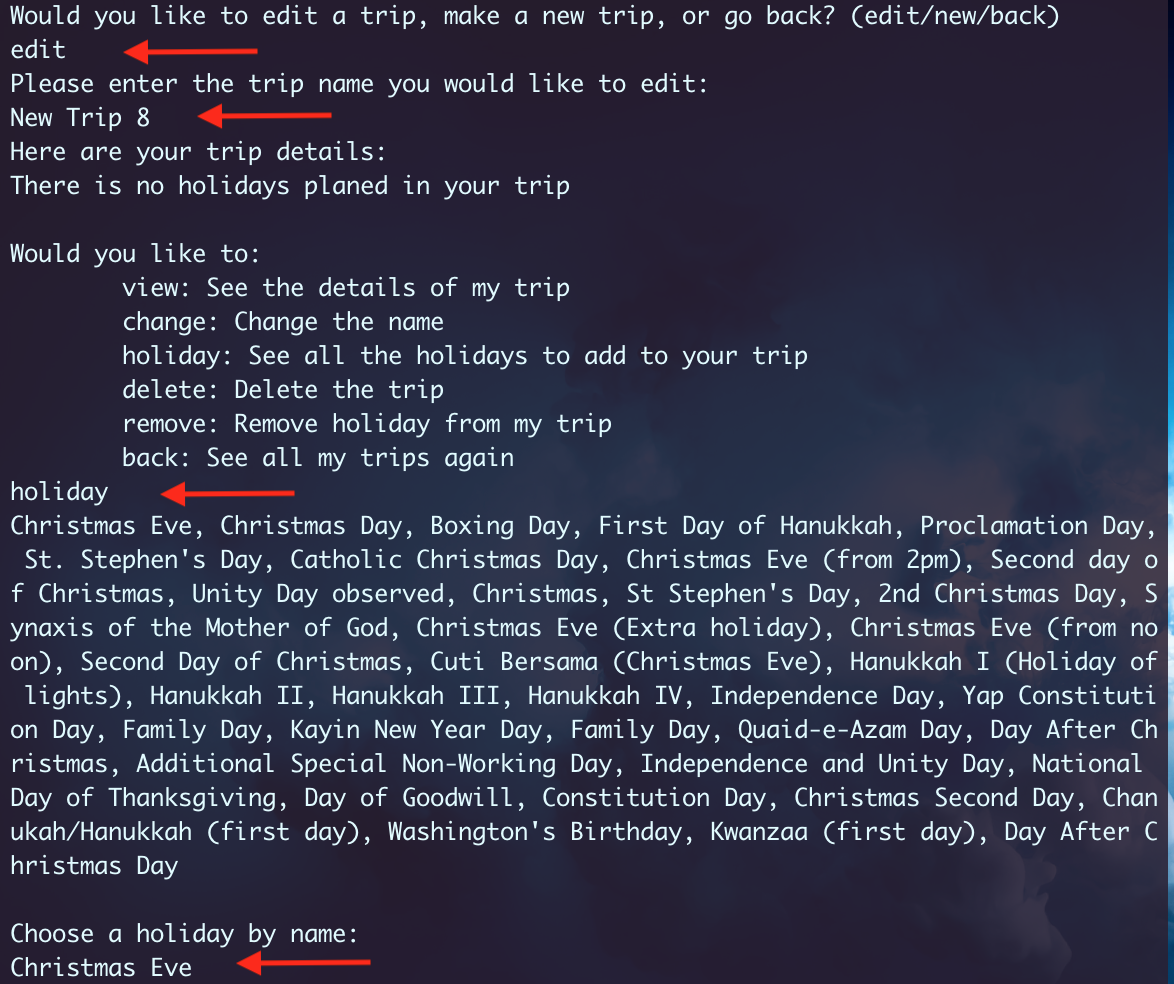 Would you like to edit a trip, make a new trip, or go back? (edit/new/back)
edit
Please enter the trip name you would like to edit:
New Trip 8
Here are your trip details:
There is no holidays planed in your trip
Would you like to:
view: See the details of my trip
change: Change the name
holiday: See all the holidays to add to your trip
delete: Delete the trip
remove: Remove holiday from my trip
back: See all my trips again
holiday
Christmas Eve, Christmas Day, Boxing Day, First Day of Hanukkah, Proclamation Day,
St. Stephen's Day, Catholic Christmas Day, Christmas Eve (from 2pm), Second day o
f Christmas, Unity Day observed, Christmas, St Stephen's Day, 2nd Christmas Day, S
ynaxis of the Mother of God, Christmas Eve (Extra holiday), Christmas Eve (from no
on), Second Day of Christmas, Cuti Bersama (Christmas Eve), Hanukkah I (Holiday of
lights), Hanukkah II, Hanukkah III, Hanukkah IV, Independence Day, Yap Constituti
on Day, Family Day, Kayin New Year Day, Family Day, Quaid-e-Azam Day, Day After Ch
ristmas, Additional Special Non-Working Day, Independence and Unity Day, National
Day of Thanksgiving, Day of Goodwill, Constitution Day, Christmas Second Day, Chan
ukah/Hanukkah (first day), Washington's Birthday, Kwanzaa (first day), Day After C
hristmas Day
Choose a holiday by name:
Christmas Eve